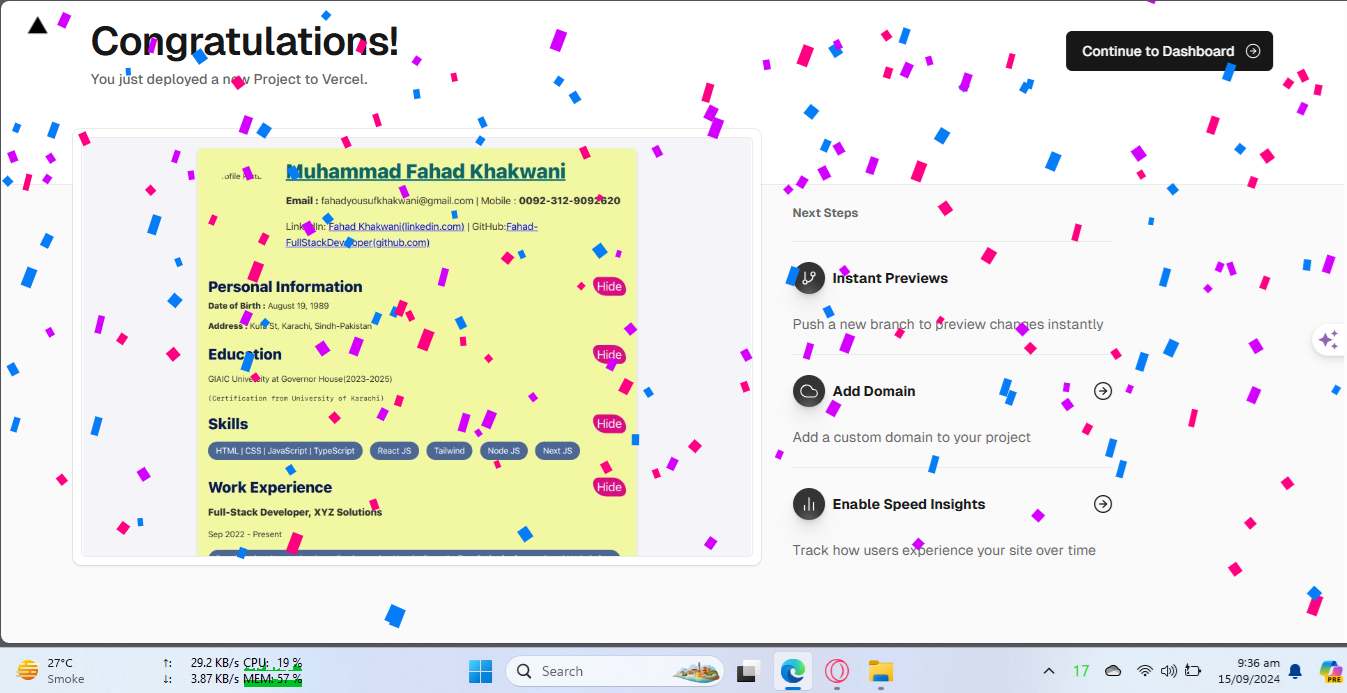 Congratulations!
You just deployed a new Project to Vercel.
Continue to Dashboard
Muhammad Fahad Khakwani
Email : fahadyousufkhakwani@gmail.com | Mobile : 0092-312-9092620
LinkedIn: Fahad Khakwani(linkedin.com) | GitHub:Fahad-
FullStackDeveloper(github.com)
Personal Information
Hide
Date of Birth : August 19, 1989
Address : St, Karachi, Sindh-Pakistan
Education
Hide
GIAIC University at Governor House(2023-2025)
(Certification from University of Karachi)
Skills
Hide
HTML | CSS | JavaScript | TypeScript
React JS
Tailwind
Node JS
Next JS
Work Experience
Hide
Full-Stack Developer, XYZ Solutions
Sep 2022 - Present
Next Steps
Instant Previews
Push a new branch to preview changes instantly
Add Domain
Add a custom domain to your project
Enable Speed Insights
Track how users experience your site over time
27°C
Smoke
↑: 29.2 KB/s CPU: 19 %
↓: 3.87 KB/s MEM: 57 %
Search
17
9:36 am
15/09/2024
PRE